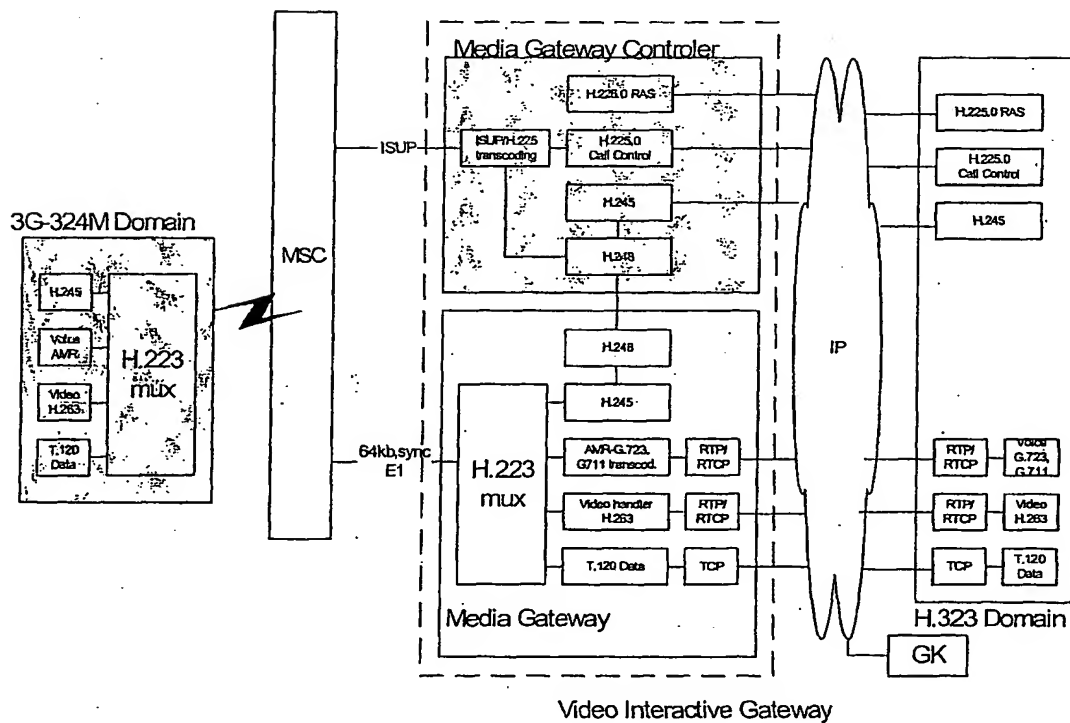 Media Gateway Controler
H.225.0 RAS
ISUP
ISUP/H.225
transcoding
H.225.0
Call Control
H.245
H.248
3G-324M Domain
H.245
Voice
AMR
Video
H.263
T.120
Data
H.223
mux
MSC
64kb,sync
E1
H.248
H.245
H.223
mux
AMR-G.723,
G711 transcod.
RTP/
RTCP
Video handler
H.263
RTP/
RTCP
T.120 Data
TCP
Media Gateway
Video Interactive Gateway
IP
H.225.0 RAS
H.225.0
Call Control
H.245
RTP/
RTCP
Voice
G.723,
G.711
RTP/
RTCP
Video
H.263
TCP
T.120
Data
H.323 Domain
GK